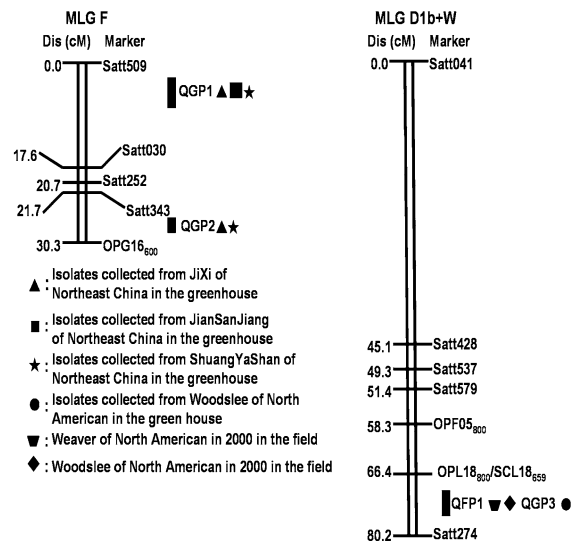 MLG F
Dis (cM) Marker
0.0 Satt509
QGP1 ▲ ■ ★
17.6 Satt030
20.7 Satt252
21.7 Satt343
QGP2 ▲ ★
30.3 OPG16600
▲ : Isolates collected from JiXi of
Northeast China in the greenhouse
■ : Isolates collected from JianSanJiang
of Northeast China in the greenhouse
★ : Isolates collected from ShuangYaShan of
Northeast China in the greenhouse
● : Isolates collected from Woodslee of North
American in the green house
: Weaver of North American in 2000 in the field
◆ : Woodslee of North American in 2000 in the field
MLG D1b+W
Dis (cM) Marker
0.0 Satt041
45.1 Satt428
49.3 Satt537
51.4 Satt579
58.3 OPF05800
66.4 OPL18800/SCL18659
QFP1 ◆ QGP3 ●
80.2 Satt274